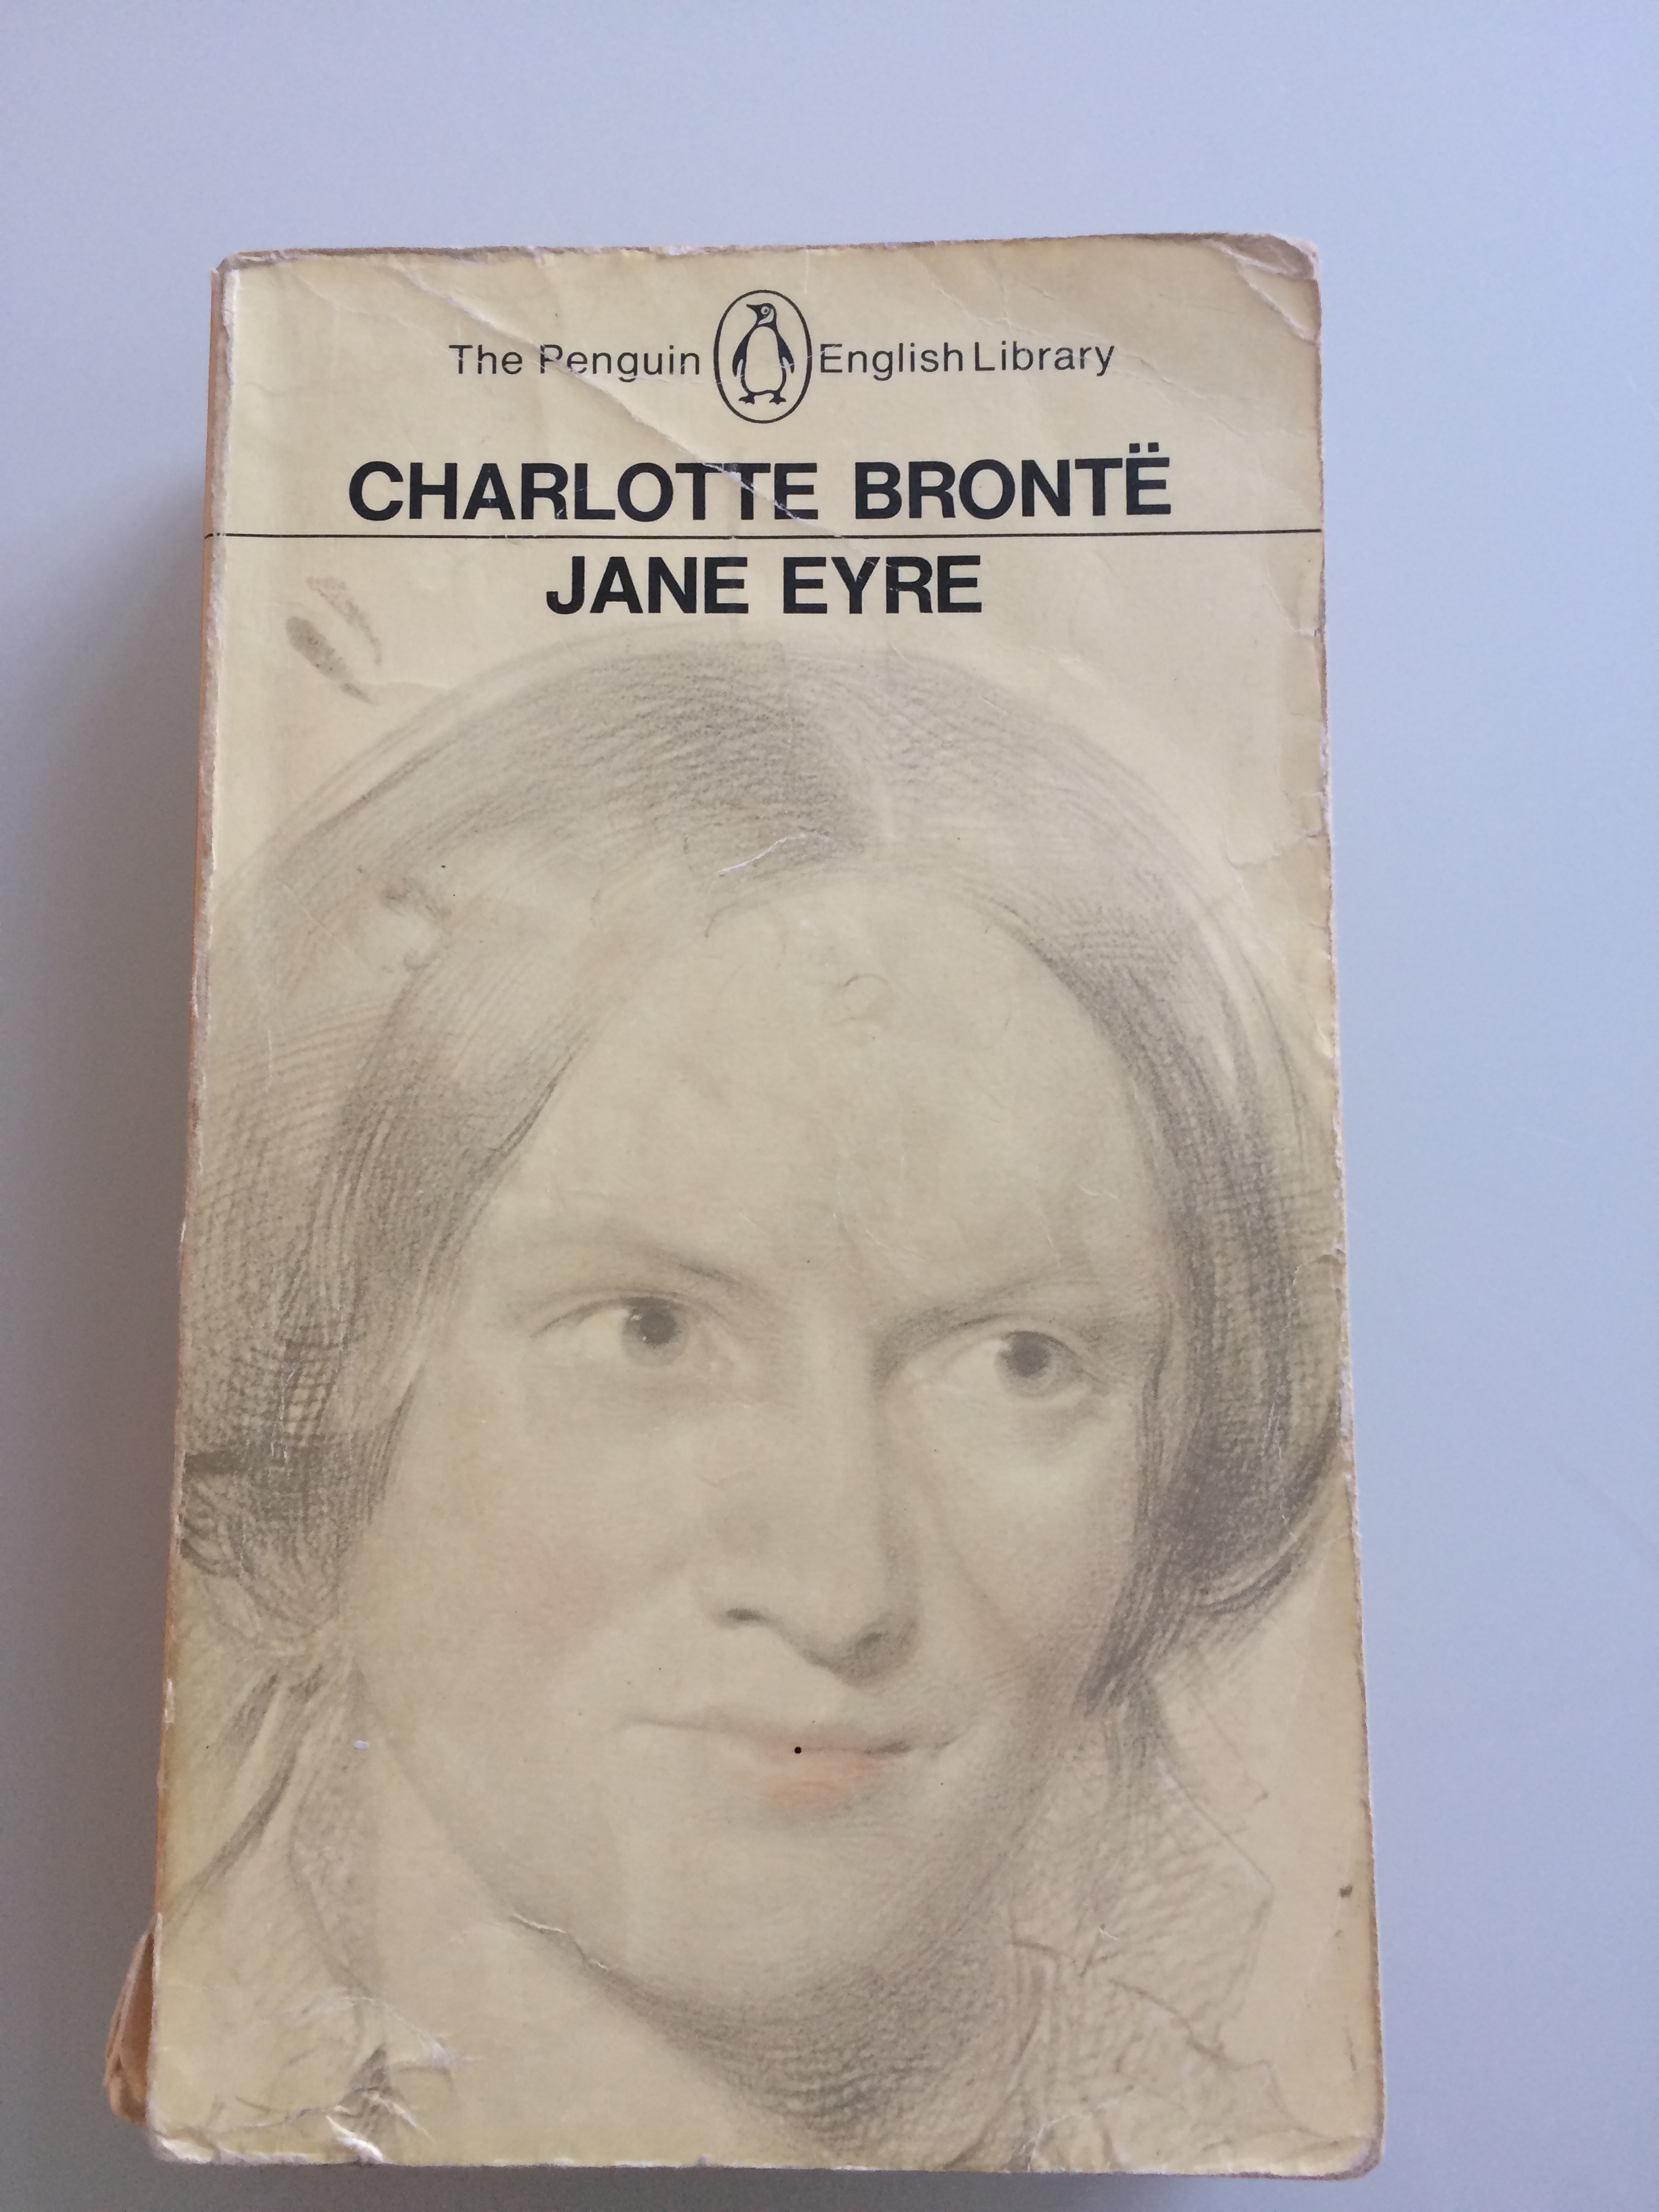 The Penguin English Library
CHARLOTTE BRONTË
JANE EYRE